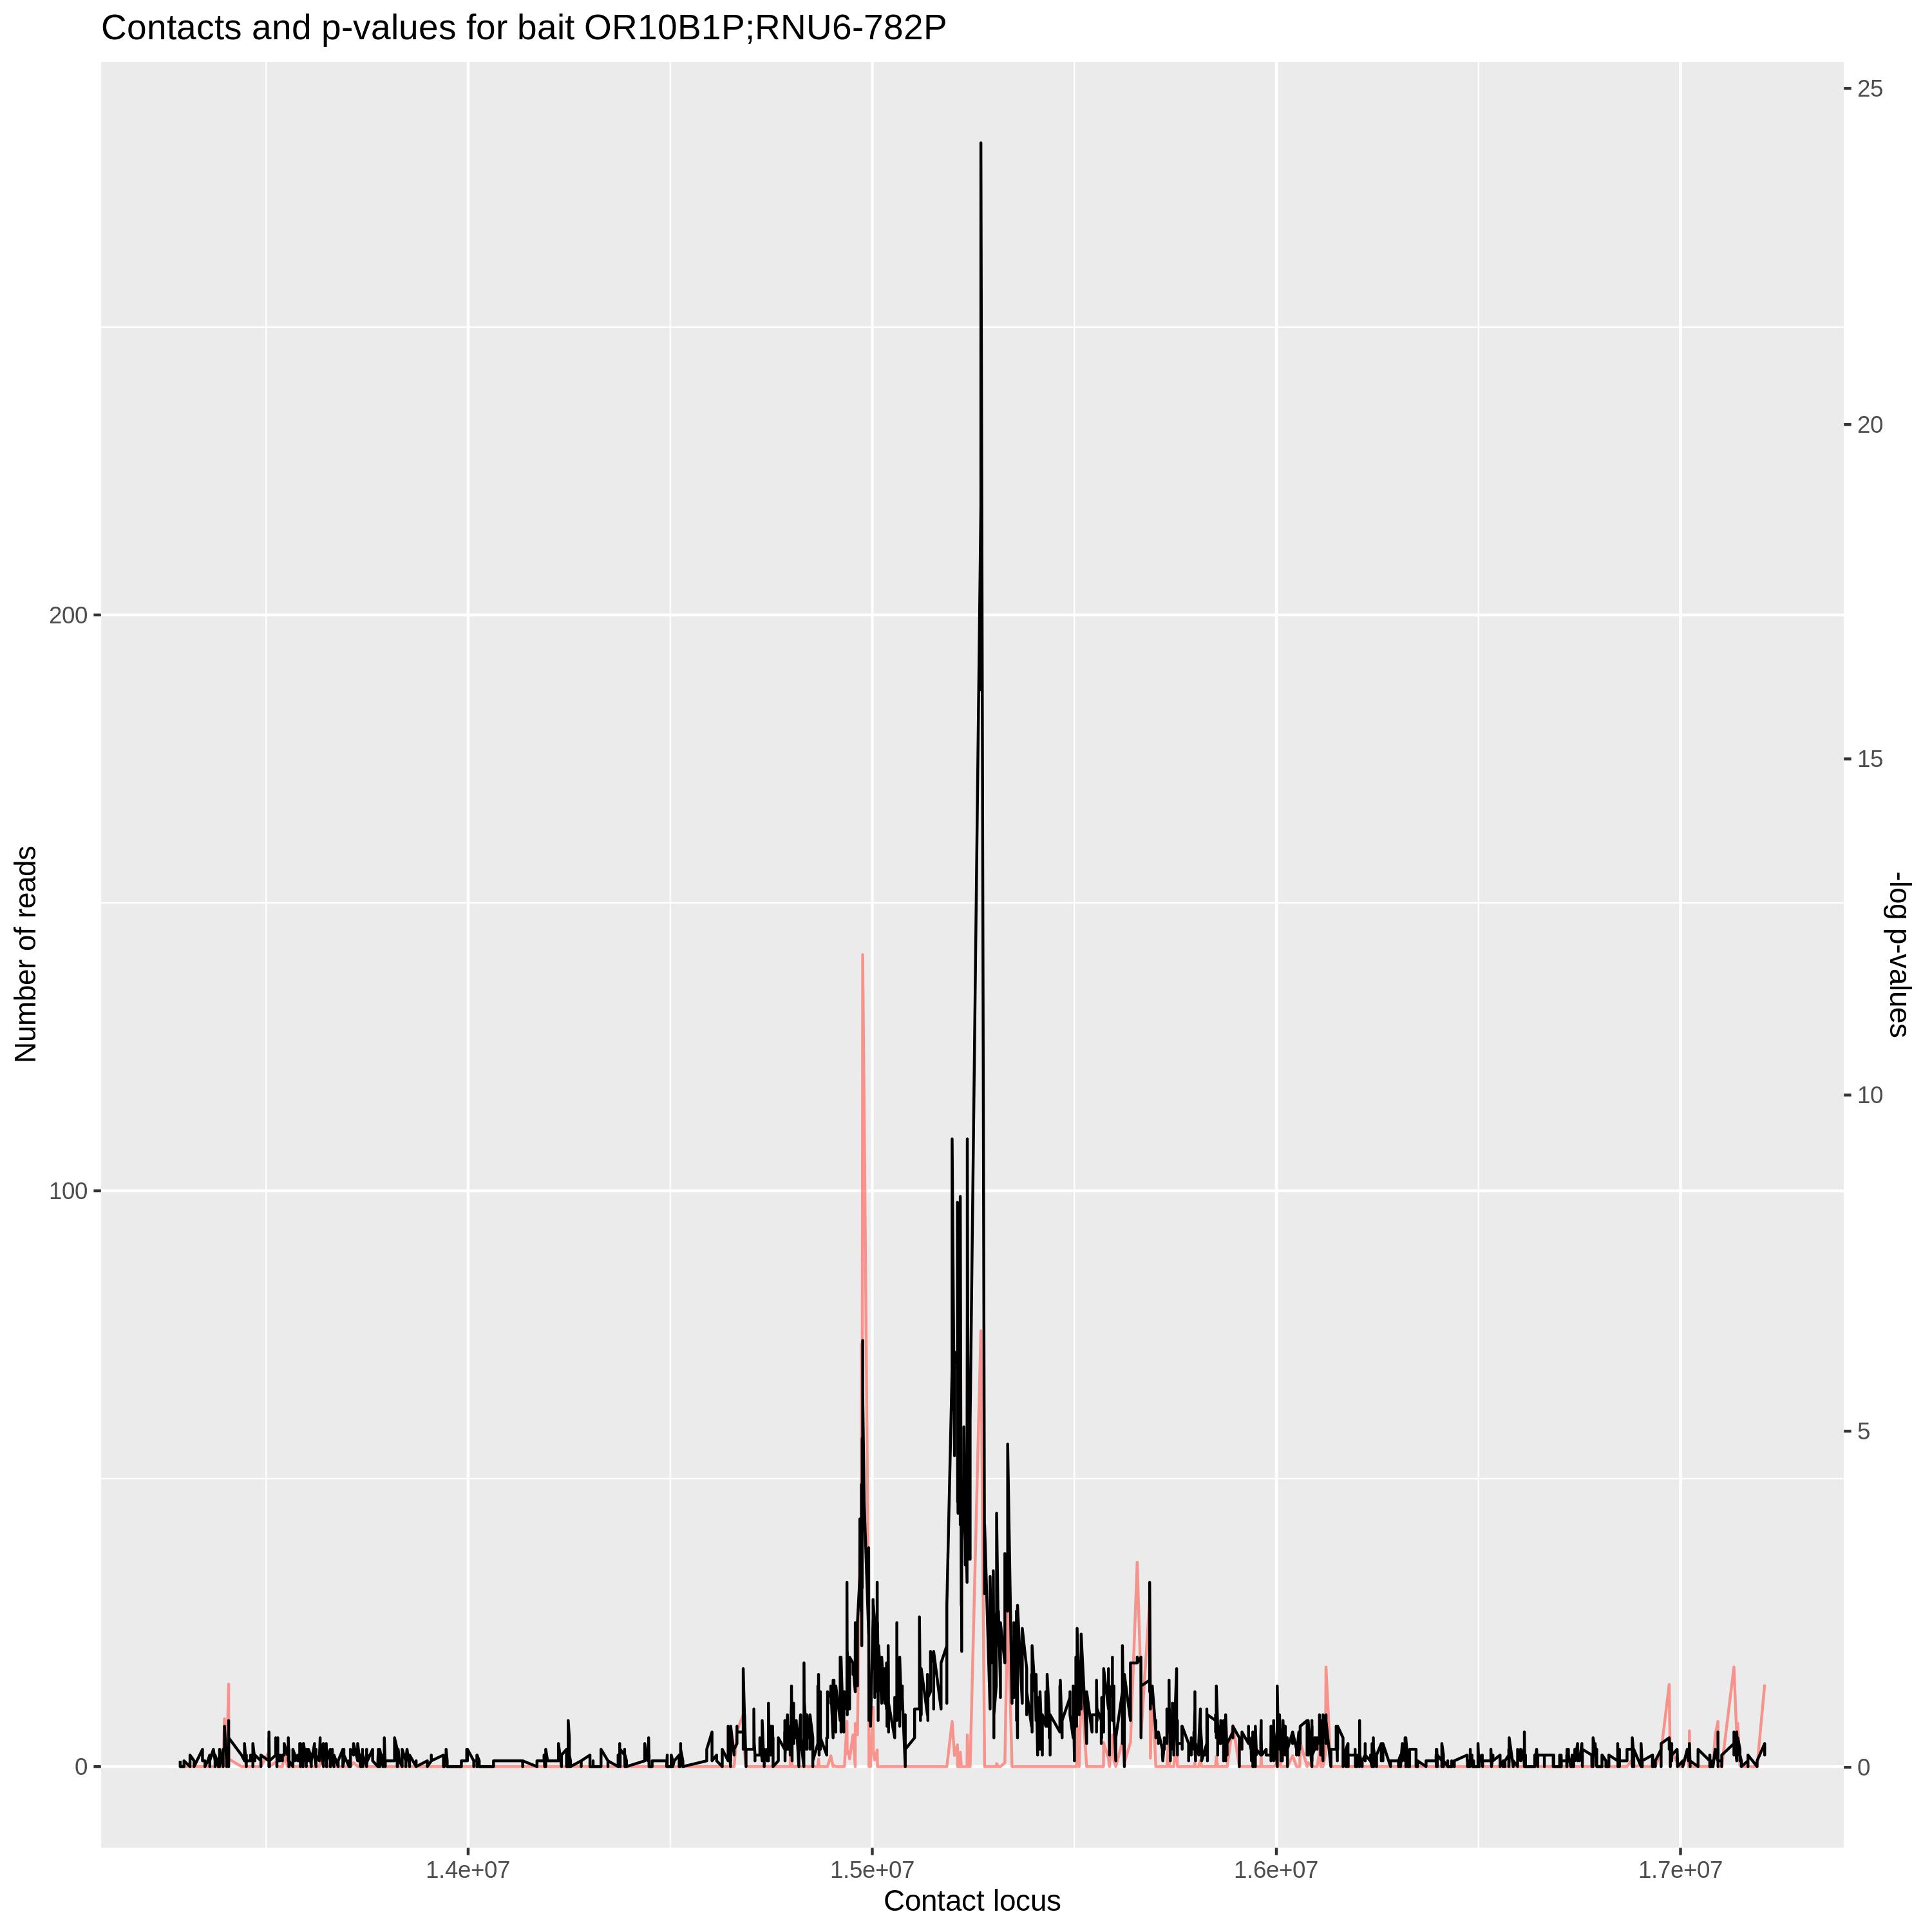 Contacts and p-values for bait OR10B1P;RNU6-782P
25
20
200
15
Number of reads
-log p-values
10
100
5
0
0
1.4e+07
1.5e+07
1.6e+07
1.7e+07
Contact locus